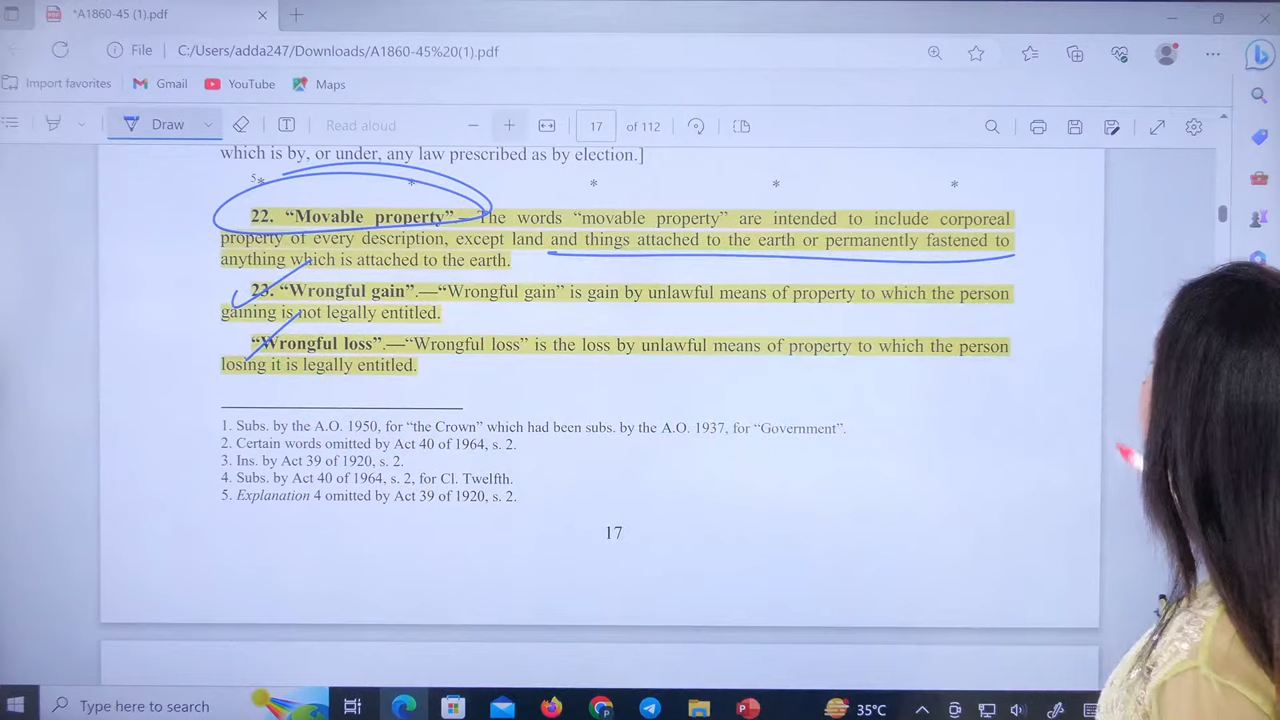 *A1860-45 (1).pdf
File C:/Users/adda247/Downloads/A1860-45%20(1).pdf
Import favorites Gmail YouTube Maps
Draw Read aloud 17 of 112
which is by, or under, any law prescribed as by election.]
5* * * * *
22. “Movable property”.—The words “movable property” are intended to include corporeal
property of every description, except land and things attached to the earth or permanently fastened to
anything which is attached to the earth.
23. “Wrongful gain”.—“Wrongful gain” is gain by unlawful means of property to which the person
gaining is not legally entitled.
“Wrongful loss”.—“Wrongful loss” is the loss by unlawful means of property to which the person
losing it is legally entitled.
1. Subs. by the A.O. 1950, for “the Crown” which had been subs. by the A.O. 1937, for “Government”.
2. Certain words omitted by Act 40 of 1964, s. 2.
3. Ins. by Act 39 of 1920, s. 2.
4. Subs. by Act 40 of 1964, s. 2, for Cl. Twelfth.
5. Explanation 4 omitted by Act 39 of 1920, s. 2.
17
Type here to search 35°C